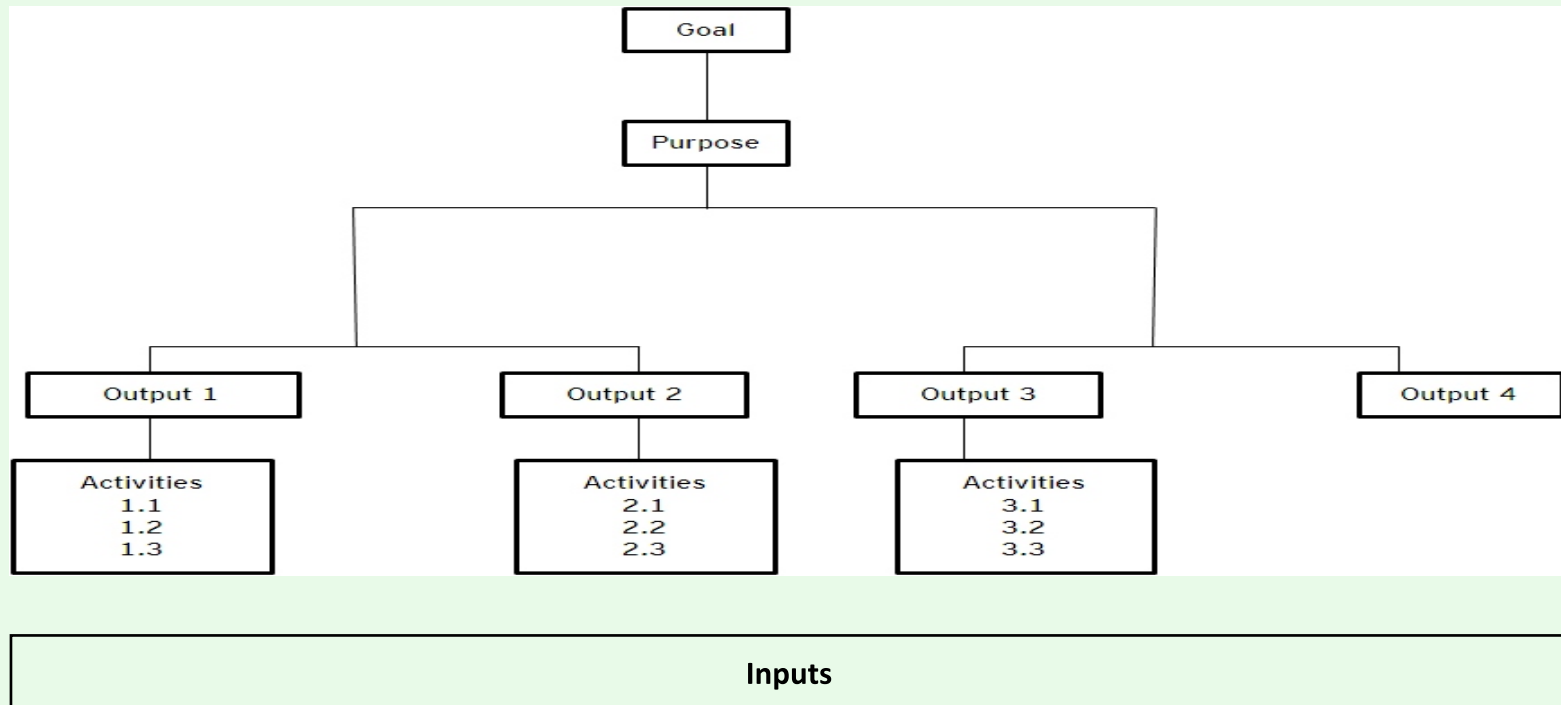 Goal
Purpose
Output 1
Output 2
Output 3
Output 4
Activities
1.1
1.2
1.3
Activities
2.1
2.2
2.3
Activities
3.1
3.2
3.3
Inputs